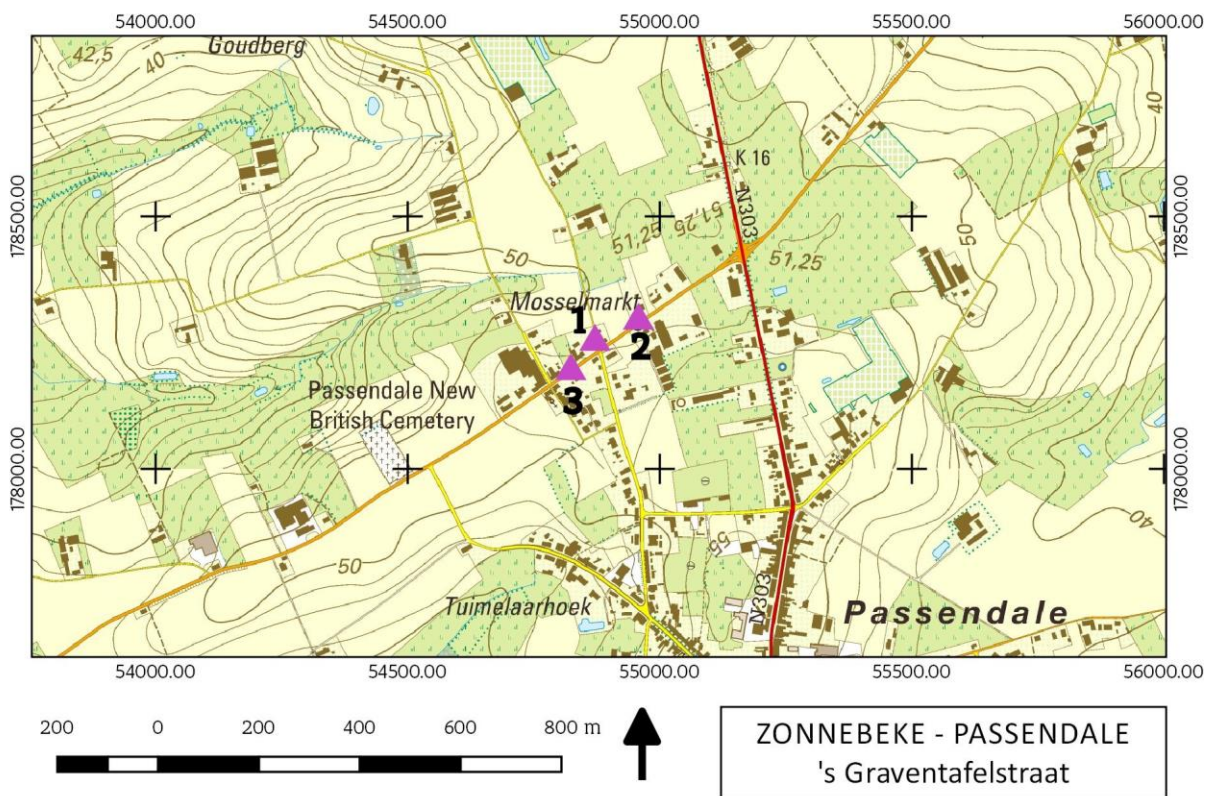 54000.00 54500.00 55000.00 55500.00 56000.00
42,5
40
Goudberg
K 16
40
N303
178500.00
51,25
51,25
178500.00
50
51,25
50
Mosselmarkt
1
2
Passendale New
British Cemetery
3
178000.00
178000.00
40
55
50
Tuimelaarhoek
N303
Passendale
54000.00 54500.00 55000.00 55500.00 56000.00
200 0 200 400 600 800 m
ZONNEBEKE - PASSENDALE
's Graventafelstraat